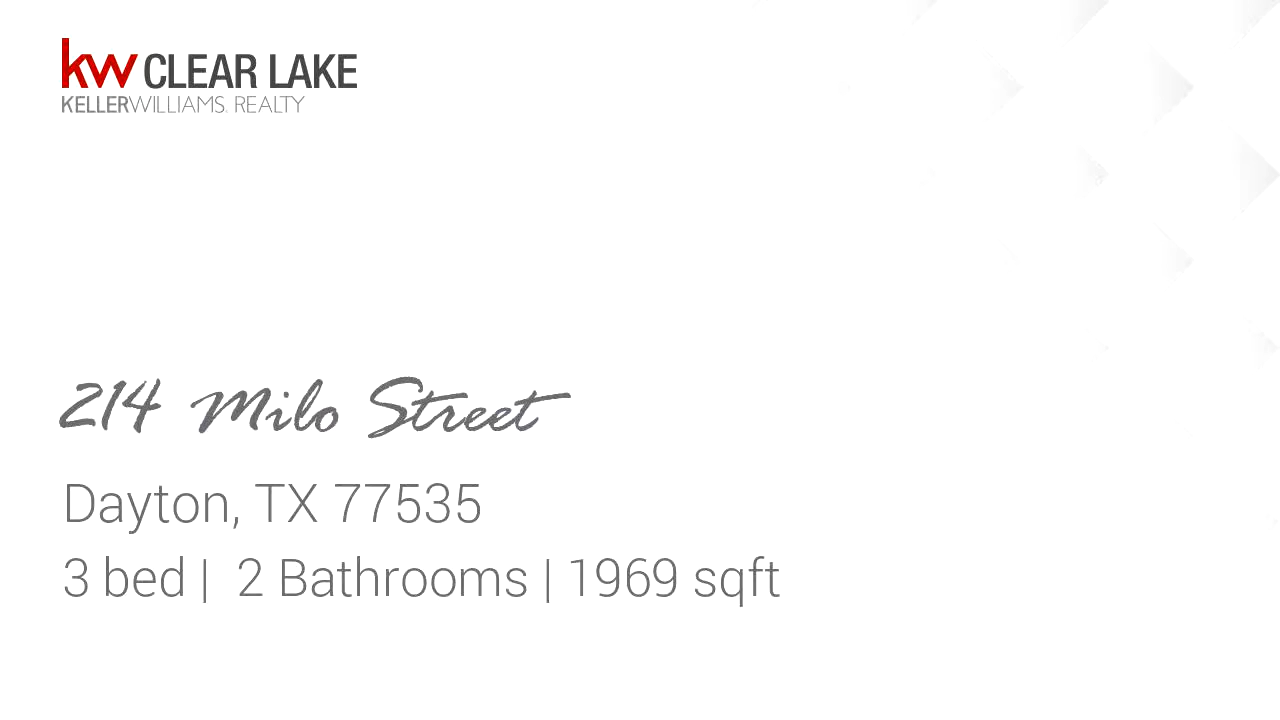 kw CLEAR LAKE
KELLERWILLIAMS. REALTY
214 Milo Street
Dayton, TX 77535
3 bed | 2 Bathrooms | 1969 sqft